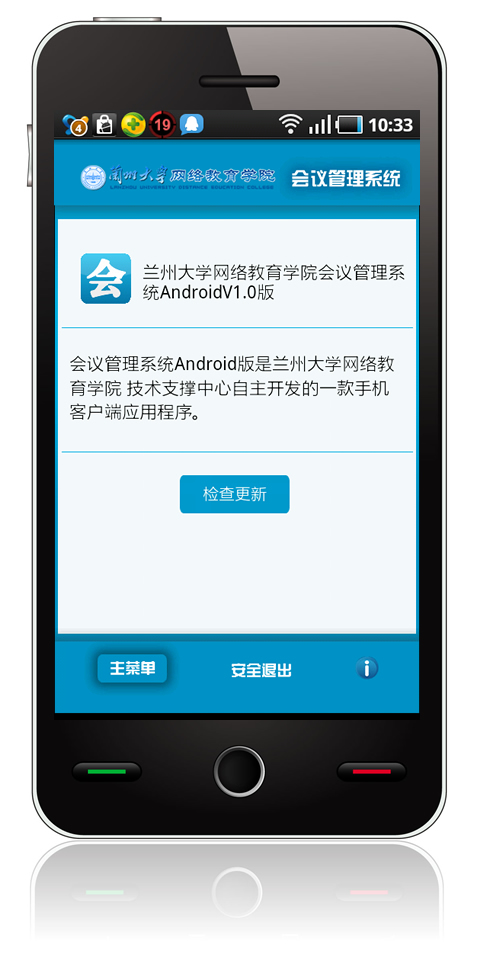 4 19 10:33
兰州大学网络教育学院 会议管理系统
LANZHOU UNIVERSITY DISTANCE EDUCATION COLLEGE
会 兰州大学网络教育学院会议管理系
统AndroidV1.0版
会议管理系统Android版是兰州大学网络教
育学院 技术支撑中心自主开发的一款手机
客户端应用程序。
检查更新
主菜单 安全退出 i